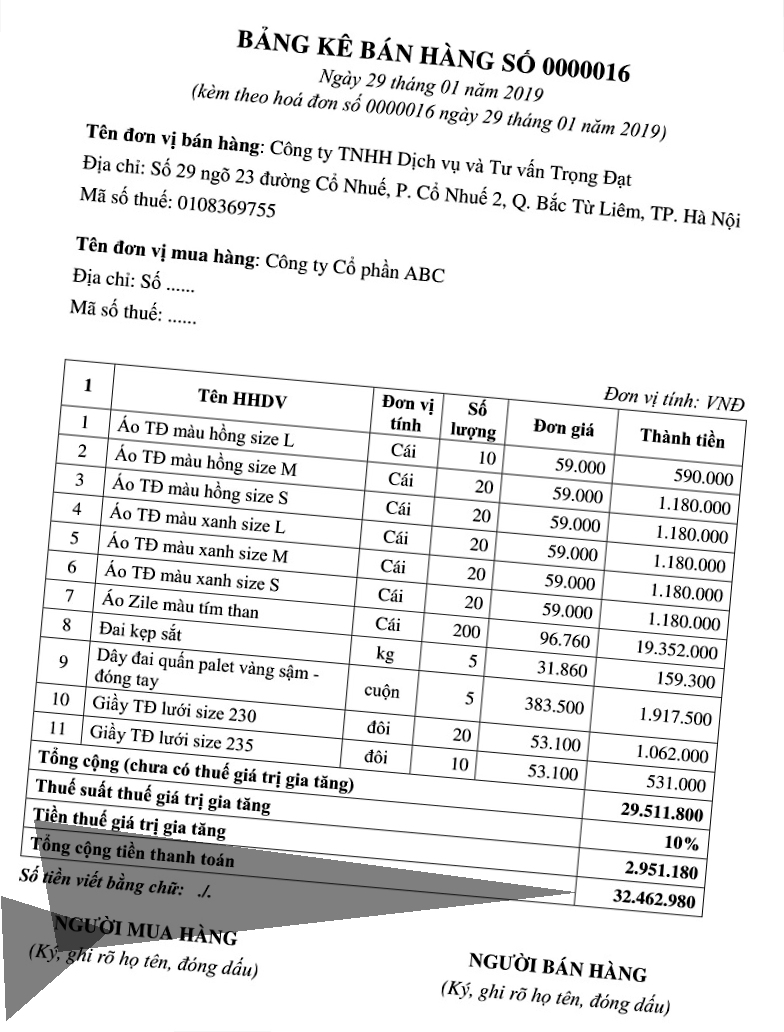 BẢNG KÊ BÁN HÀNG SỐ 0000016
Ngày 29 tháng 01 năm 2019
(kèm theo hoá đơn số 0000016 ngày 29 tháng 01 năm 2019)
Tên đơn vị bán hàng: Công ty TNHH Dịch vụ và Tư vấn Trọng Đạt
Địa chỉ: Số 29 ngõ 23 đường Cổ Nhuế, P. Cổ Nhuế 2, Q. Bắc Từ Liêm, TP. Hà Nội
Mã số thuế: 0108369755
Tên đơn vị mua hàng: Công ty Cổ phần ABC
Địa chỉ: Số ......
Mã số thuế: ......
Đơn vị tính: VNĐ
1 Tên HHDV Đơn vị tính Số lượng Đơn giá Thành tiền
1 Áo TĐ màu hồng size L Cái 10 59.000 590.000
2 Áo TĐ màu hồng size M Cái 20 59.000 1.180.000
3 Áo TĐ màu hồng size S Cái 20 59.000 1.180.000
4 Áo TĐ màu xanh size L Cái 20 59.000 1.180.000
5 Áo TĐ màu xanh size M Cái 20 59.000 1.180.000
6 Áo TĐ màu xanh size S Cái 20 59.000 1.180.000
7 Áo Zile màu tím than Cái 200 96.760 19.352.000
8 Đai kẹp sắt kg 5 31.860 159.300
9 Dây đai quấn palet vàng sậm -
đóng tay cuộn 5 383.500 1.917.500
10 Giầy TĐ lưới size 230 đôi 20 53.100 1.062.000
11 Giầy TĐ lưới size 235 đôi 10 53.100 531.000
Tổng cộng (chưa có thuế giá trị gia tăng) 29.511.800
Thuế suất thuế giá trị gia tăng 10%
Tiền thuế giá trị gia tăng 2.951.180
Tổng cộng tiền thanh toán 32.462.980
Số tiền viết bằng chữ: ./.
NGƯỜI MUA HÀNG
(Ký, ghi rõ họ tên, đóng dấu)
NGƯỜI BÁN HÀNG
(Ký, ghi rõ họ tên, đóng dấu)